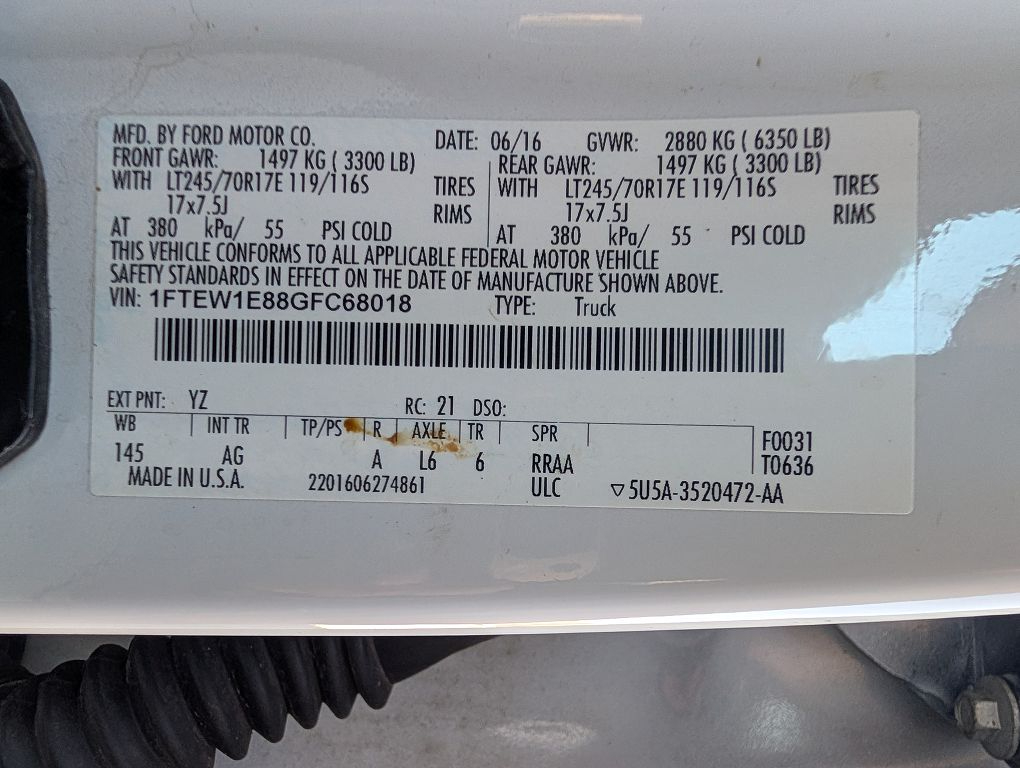 MFD. BY FORD MOTOR CO. DATE: 06/16 GVWR: 2880 KG ( 6350 LB)
FRONT GAWR: 1497 KG ( 3300 LB) REAR GAWR: 1497 KG ( 3300 LB)
WITH LT245/70R17E 119/116S TIRES WITH LT245/70R17E 119/116S TIRES
17x7.5J RIMS 17x7.5J RIMS
AT 380 kPa/ 55 PSI COLD AT 380 kPa/ 55 PSI COLD
THIS VEHICLE CONFORMS TO ALL APPLICABLE FEDERAL MOTOR VEHICLE
SAFETY STANDARDS IN EFFECT ON THE DATE OF MANUFACTURE SHOWN ABOVE.
VIN: 1FTEW1E88GFC68018 TYPE: Truck
EXT PNT: YZ RC: 21 DSO:
WB INT TR TP/PS R AXLE TR SPR F0031
145 AG A L6 6 RRAA T0636
MADE IN U.S.A. 2201606274861 ULC ▽5U5A-3520472-AA